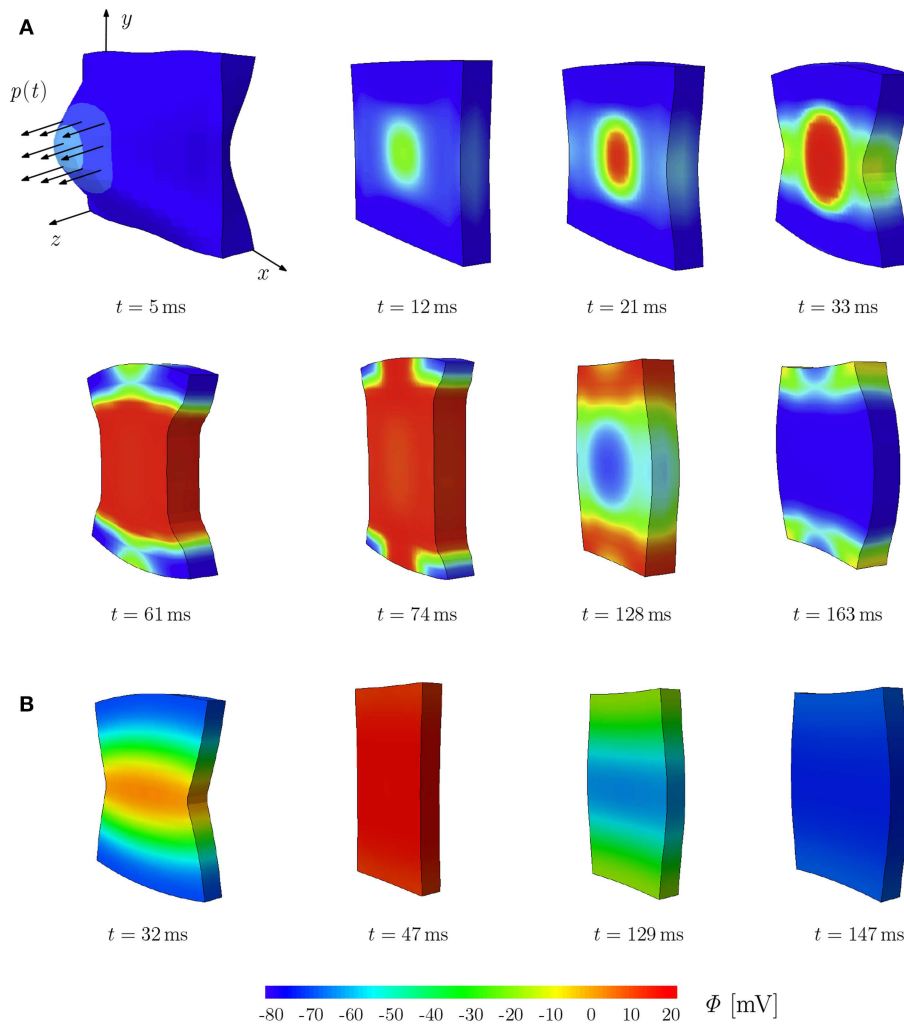 A
y
p(t)
z
x
t = 5 ms
t = 12 ms
t = 21 ms
t = 33 ms
t = 61 ms
t = 74 ms
t = 128 ms
t = 163 ms
B
t = 32 ms
t = 47 ms
t = 129 ms
t = 147 ms
-80 -70 -60 -50 -40 -30 -20 -10 0 10 20 Φ [mV]